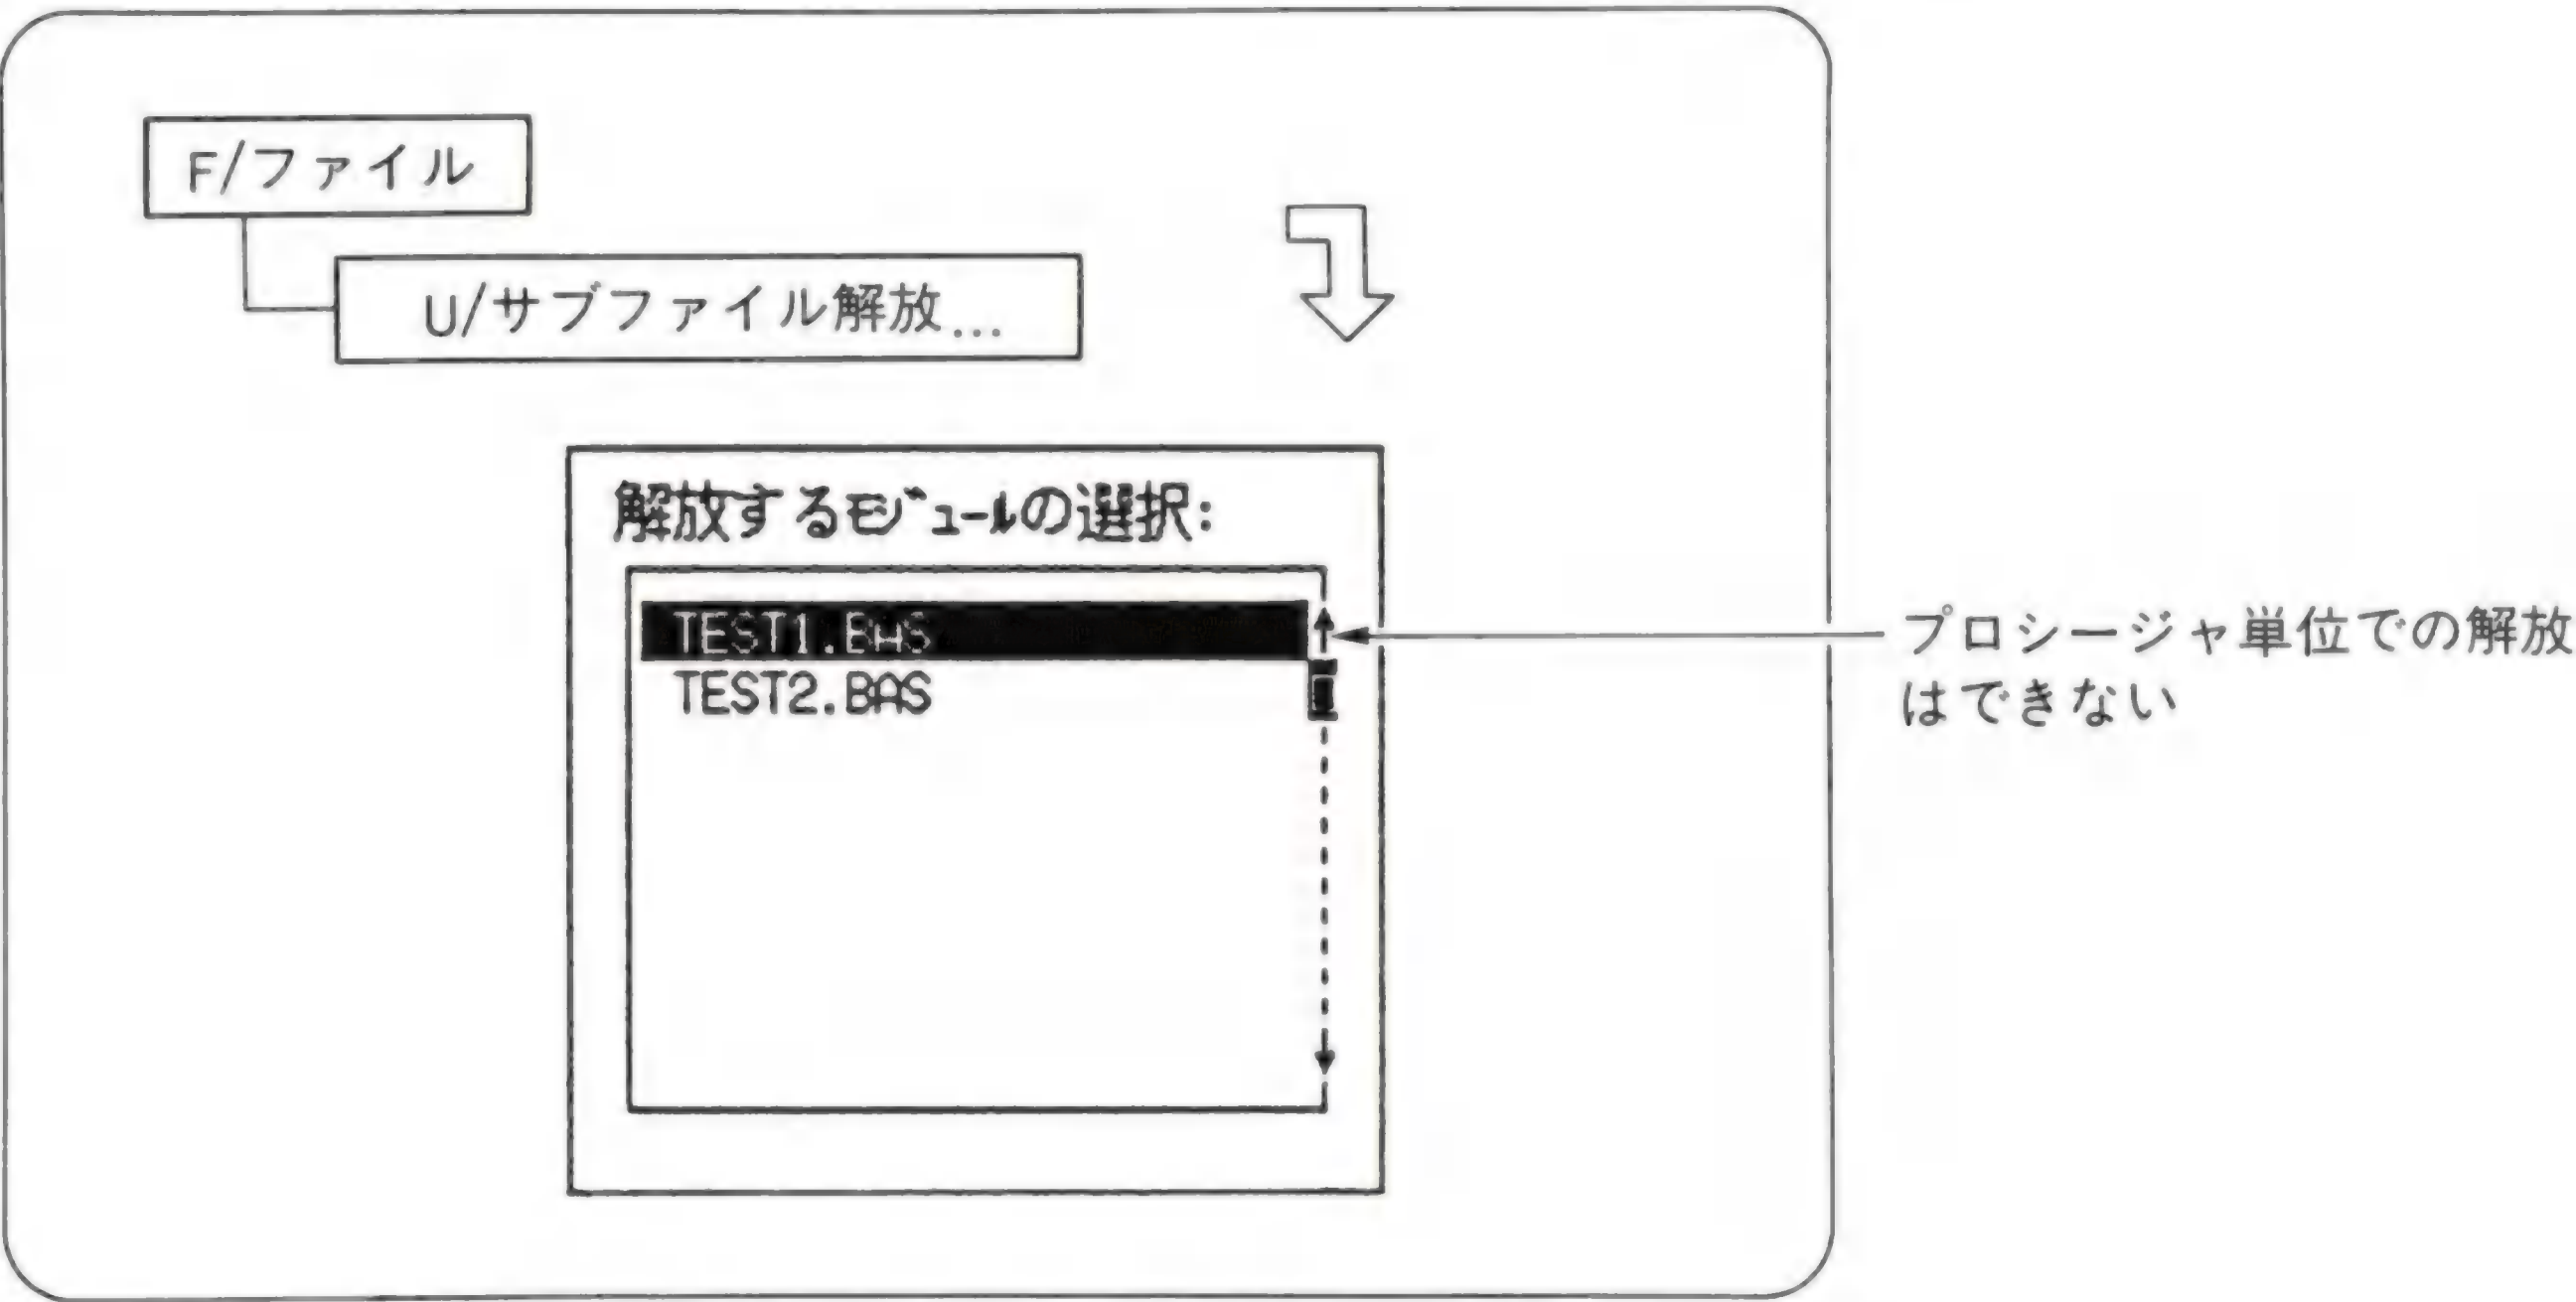 F/ファイル
U/サブファイル解放...
解放するﾓｼﾞｭｰﾙの選択:
TEST1.BAS
TEST2.BAS
プロシージャ単位での解放
はできない